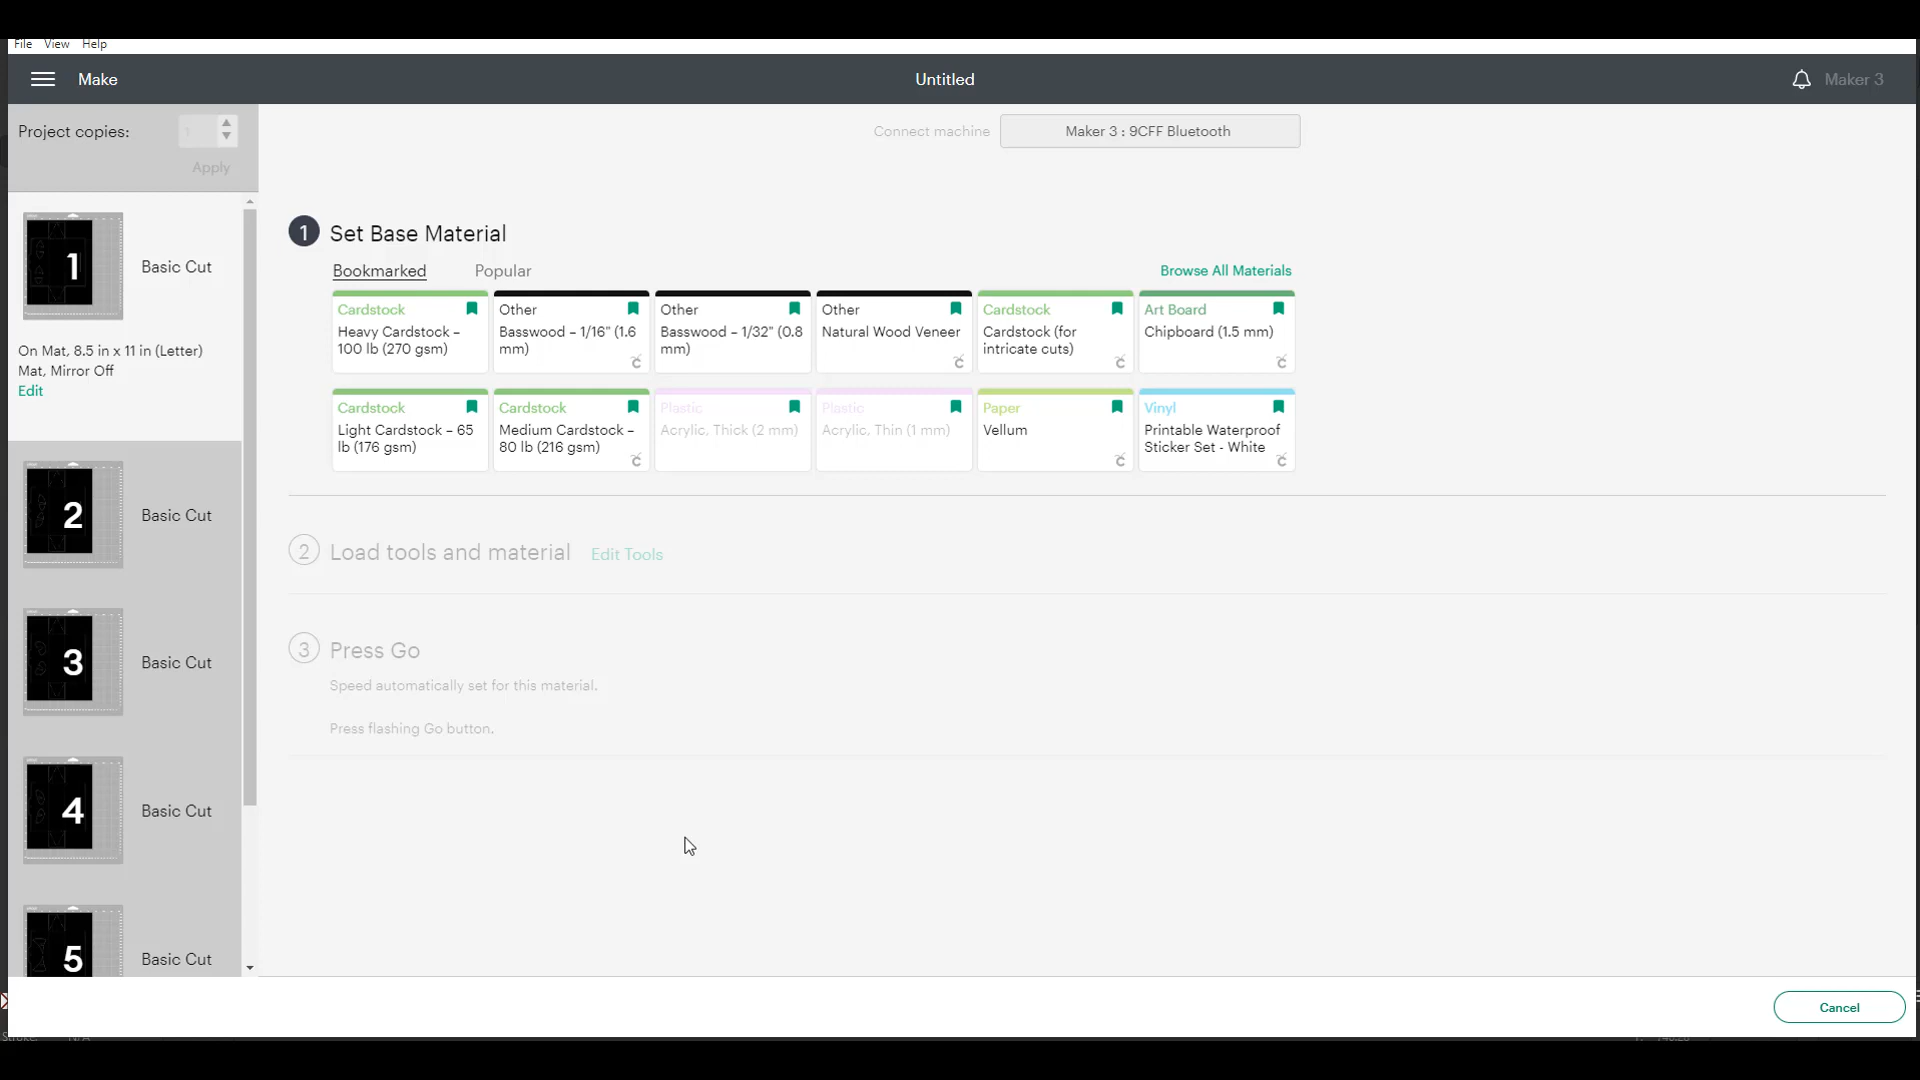 File View Help
Make
Untitled
Maker 3
Project copies:
1
Apply
Connect machine
Maker 3 : 9CFF Bluetooth
1
Basic Cut
On Mat, 8.5 in x 11 in (Letter)
Mat, Mirror Off
Edit
2
Basic Cut
3
Basic Cut
4
Basic Cut
5
Basic Cut
1 Set Base Material
Bookmarked
Popular
Browse All Materials
Cardstock
Heavy Cardstock –
100 lb (270 gsm)
Other
Basswood – 1/16" (1.6
mm)
Other
Basswood – 1/32" (0.8
mm)
Other
Natural Wood Veneer
Cardstock
Cardstock (for
intricate cuts)
Art Board
Chipboard (1.5 mm)
Cardstock
Light Cardstock – 65
lb (176 gsm)
Cardstock
Medium Cardstock –
80 lb (216 gsm)
Plastic
Acrylic, Thick (2 mm)
Plastic
Acrylic, Thin (1 mm)
Paper
Vellum
Vinyl
Printable Waterproof
Sticker Set - White
2 Load tools and material Edit Tools
3 Press Go
Speed automatically set for this material.
Press flashing Go button.
Cancel